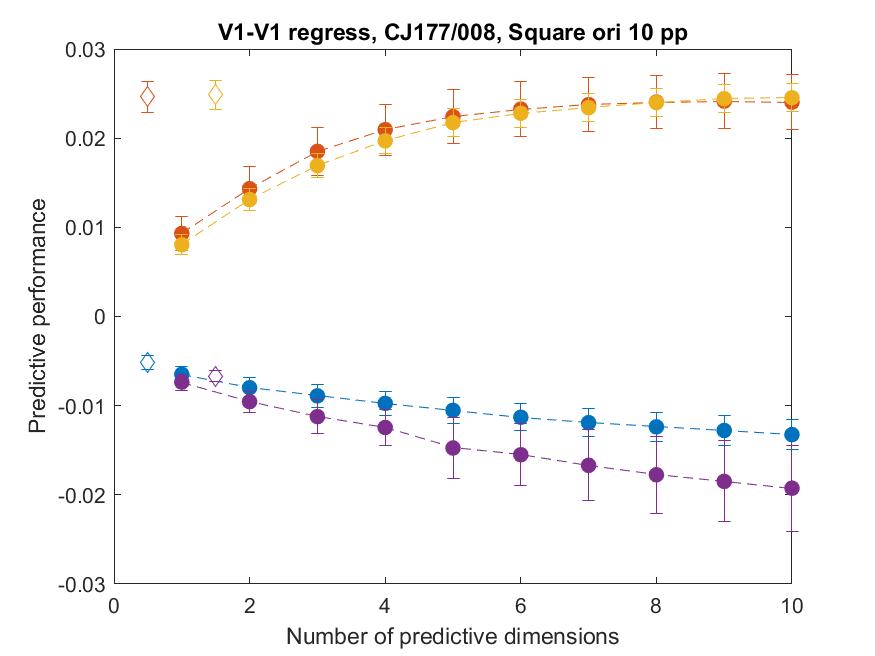 V1-V1 regress, CJ177/008, Square ori 10 pp
0.03
0.02
0.01
0
-0.01
-0.02
-0.03
Predictive performance
0 2 4 6 8 10
Number of predictive dimensions